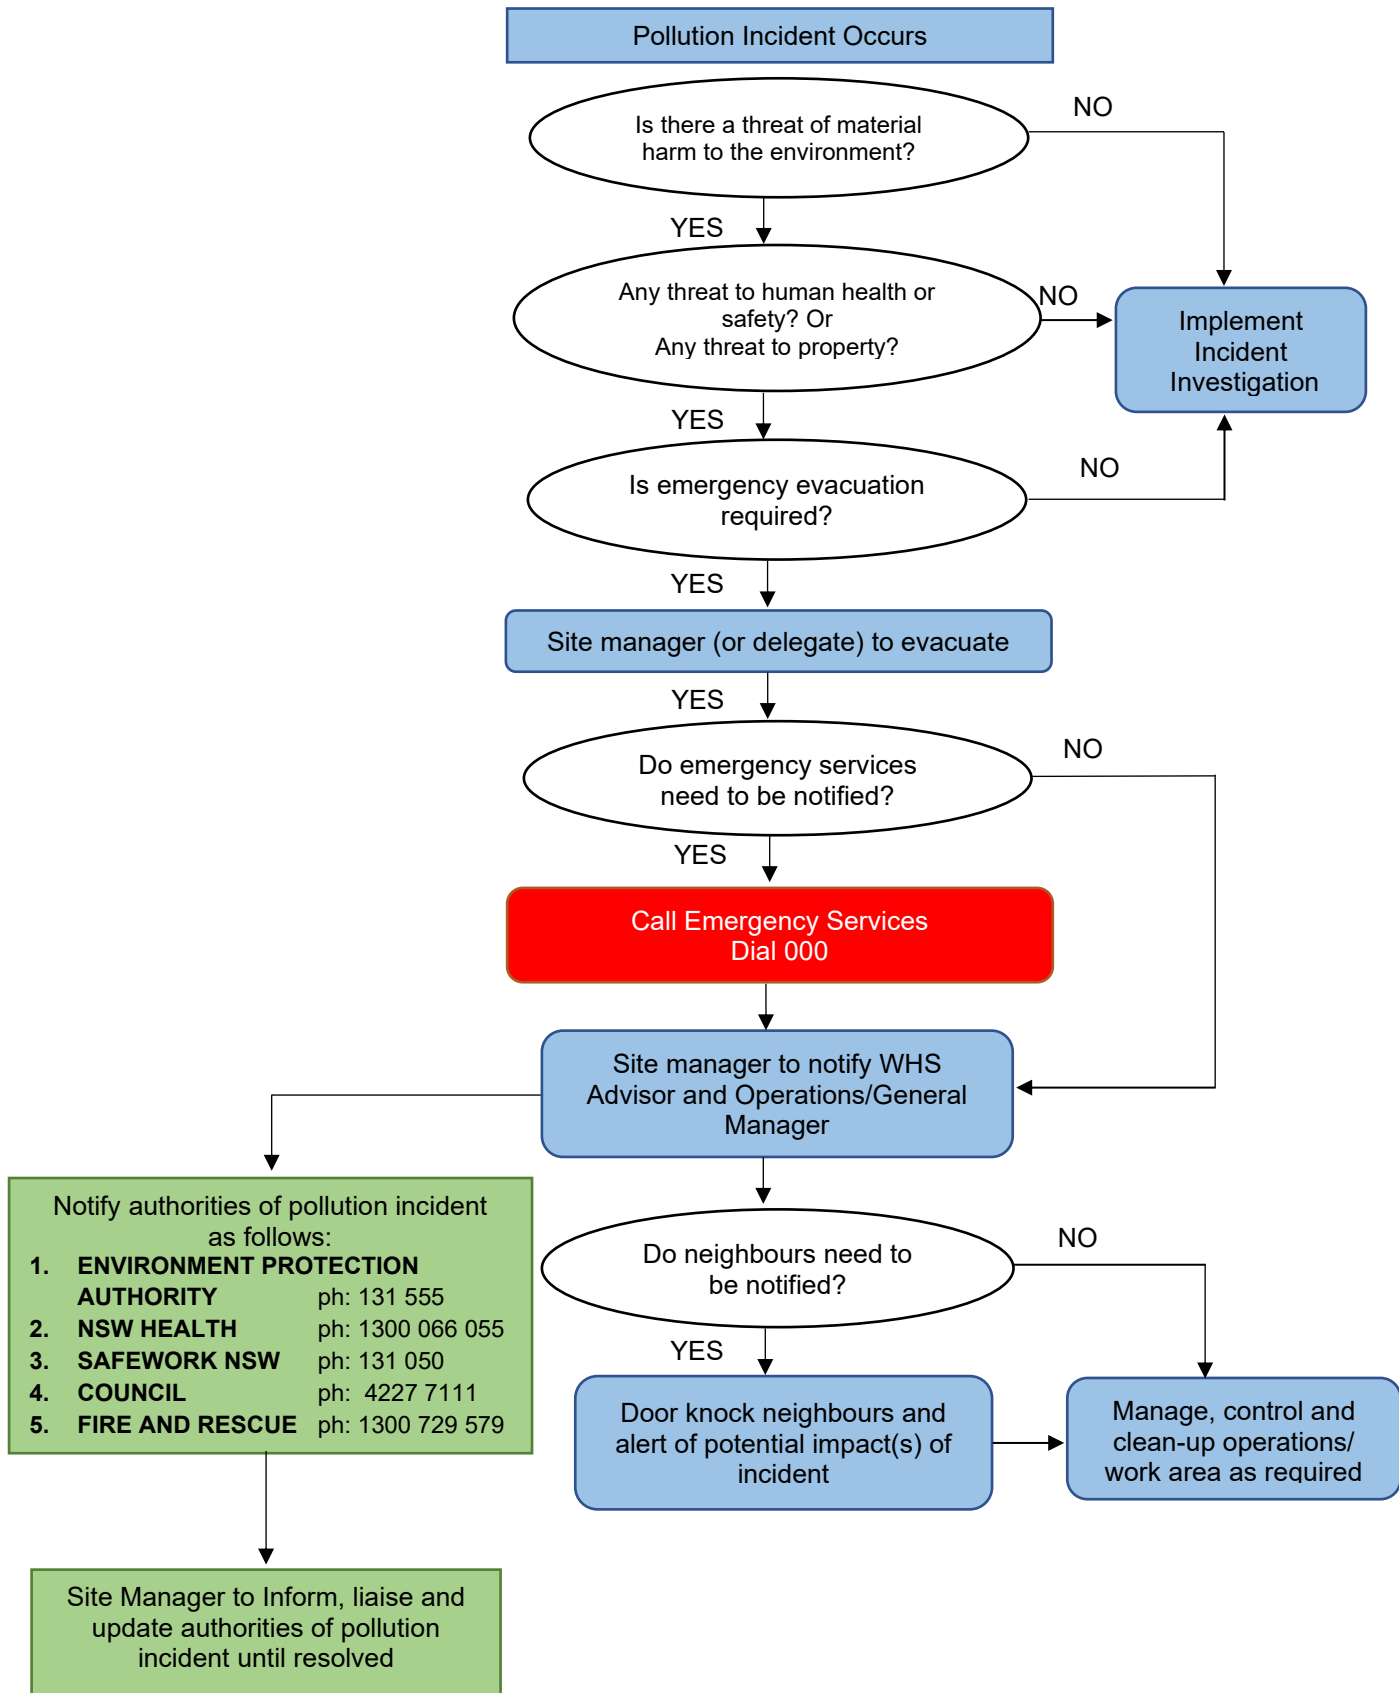 Pollution Incident Occurs
Is there a threat of material
harm to the environment?
NO
YES
Any threat to human health or
safety? Or
Any threat to property?
NO
Implement
Incident
Investigation
YES
Is emergency evacuation
required?
NO
YES
Site manager (or delegate) to evacuate
YES
Do emergency services
need to be notified?
NO
YES
Call Emergency Services
Dial 000
Site manager to notify WHS
Advisor and Operations/General
Manager
Notify authorities of pollution incident
as follows:
1. ENVIRONMENT PROTECTION
AUTHORITY ph: 131 555
2. NSW HEALTH ph: 1300 066 055
3. SAFEWORK NSW ph: 131 050
4. COUNCIL ph: 4227 7111
5. FIRE AND RESCUE ph: 1300 729 579
Do neighbours need to
be notified?
NO
YES
Door knock neighbours and
alert of potential impact(s) of
incident
Manage, control and
clean-up operations/
work area as required
Site Manager to Inform, liaise and
update authorities of pollution
incident until resolved